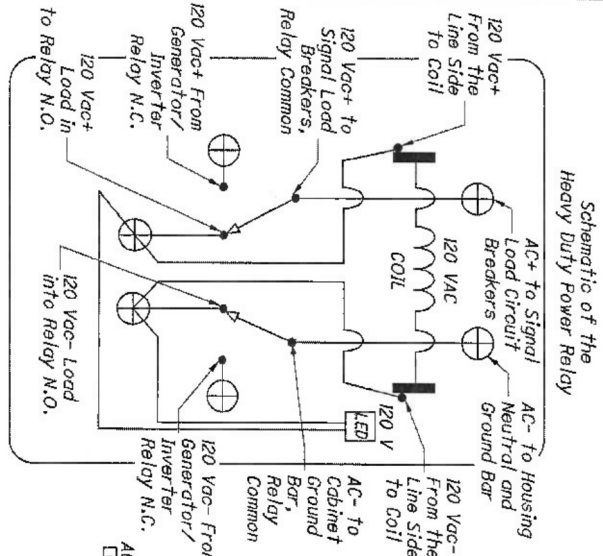 Schematic of the
Heavy Duty Power Relay
120 Vac+
From the
Line Side
to Coil
120 Vac+ to
Signal Load
Breakers,
Relay Common
120 Vac+ From
Generator/
Inverter
Relay N.C.
120 Vac+
Load in
to Relay N.O.
AC+ to Signal
Load Circuit
Breakers
120 VAC
COIL
AC- to Housing
Neutral and
Ground Bar
120 Vac-
From the
Line Side
to Coil
120 V
LED
AC- to
Cabinet
Ground
Bar,
Relay
Common
120 Vac- From
Generator/
Inverter
Relay N.C.
120 Vac- Load
into Relay N.O.